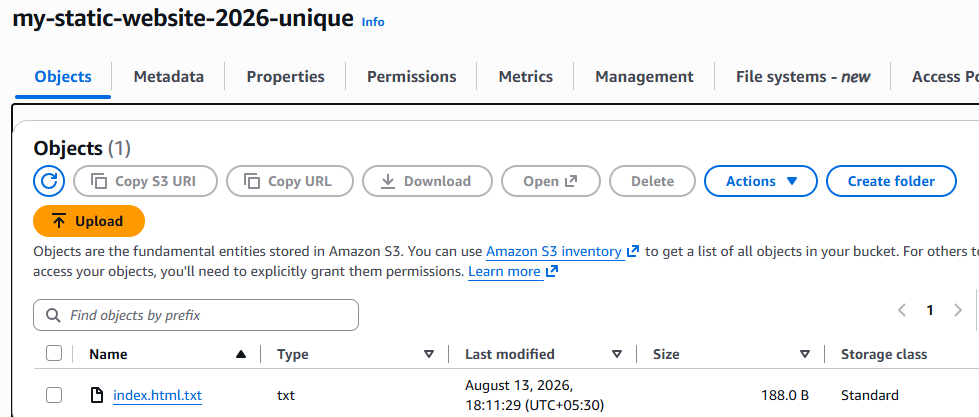 my-static-website-2026-unique Info
Objects Metadata Properties Permissions Metrics Management File systems - new Access Po
Objects (1)
Copy S3 URI Copy URL Download Open Delete Actions Create folder
Upload
Objects are the fundamental entities stored in Amazon S3. You can use Amazon S3 inventory to get a list of all objects in your bucket. For others to
access your objects, you'll need to explicitly grant them permissions. Learn more
Find objects by prefix 1
Name Type Last modified Size Storage class
index.html.txt txt August 13, 2026, 188.0 B Standard
18:11:29 (UTC+05:30)